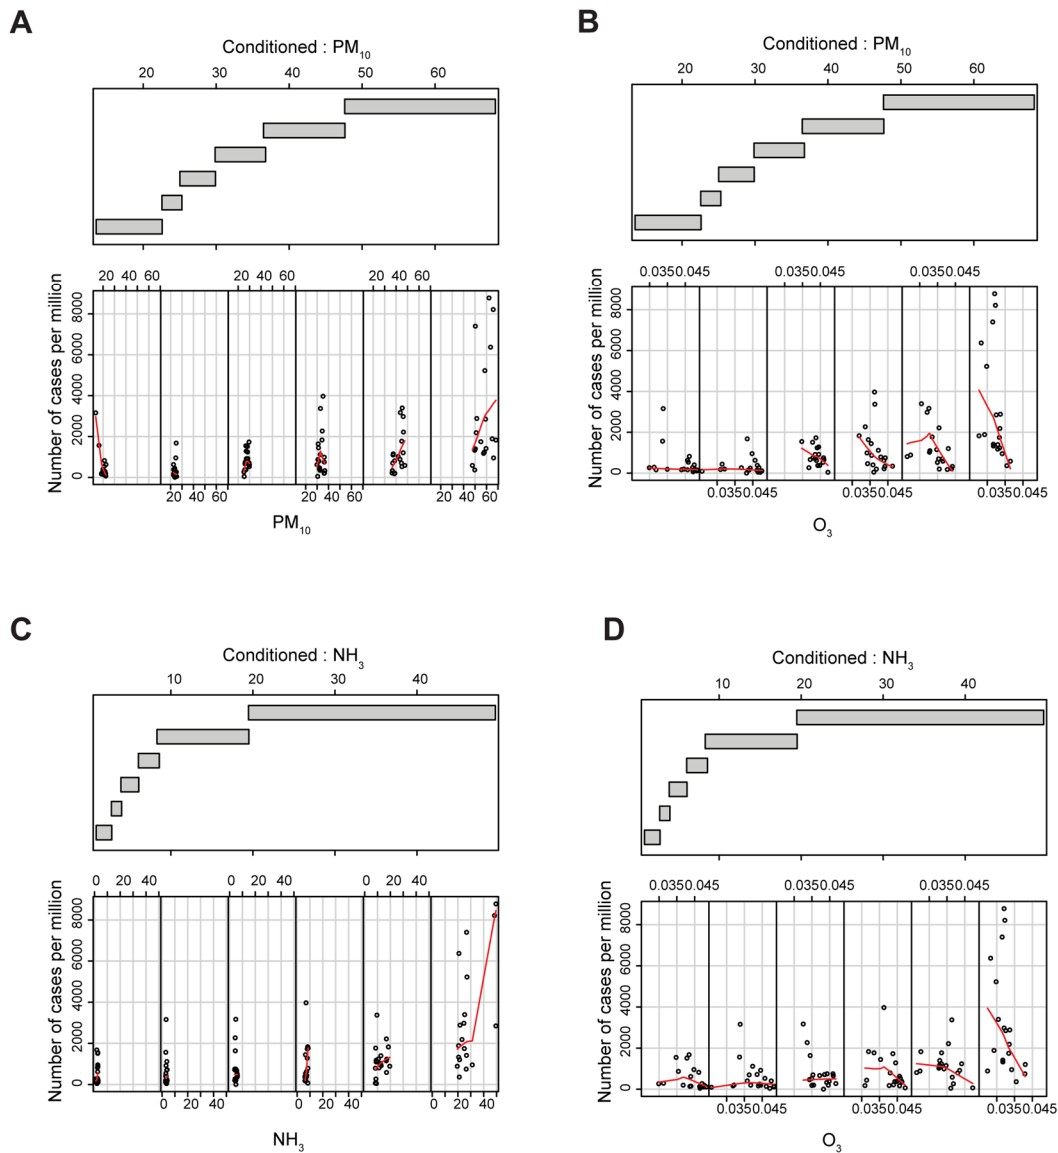 A
Conditioned : PM10
20 30 40 50 60
20 40 60 20 40 60 20 40 60
Number of cases per million
0 2000 4000 6000 8000
20 40 60 20 40 60 20 40 60
PM10
B
Conditioned : PM10
20 30 40 50 60
0.0350.045 0.0350.045 0.0350.045
Number of cases per million
0 2000 4000 6000 8000
0.0350.045 0.0350.045 0.0350.045
O3
C
Conditioned : NH3
10 20 30 40
0 20 40 0 20 40 0 20 40
Number of cases per million
0 2000 4000 6000 8000
0 20 40 0 20 40 0 20 40
NH3
D
Conditioned : NH3
10 20 30 40
0.0350.045 0.0350.045 0.0350.045
Number of cases per million
0 2000 4000 6000 8000
0.0350.045 0.0350.045 0.0350.045
O3